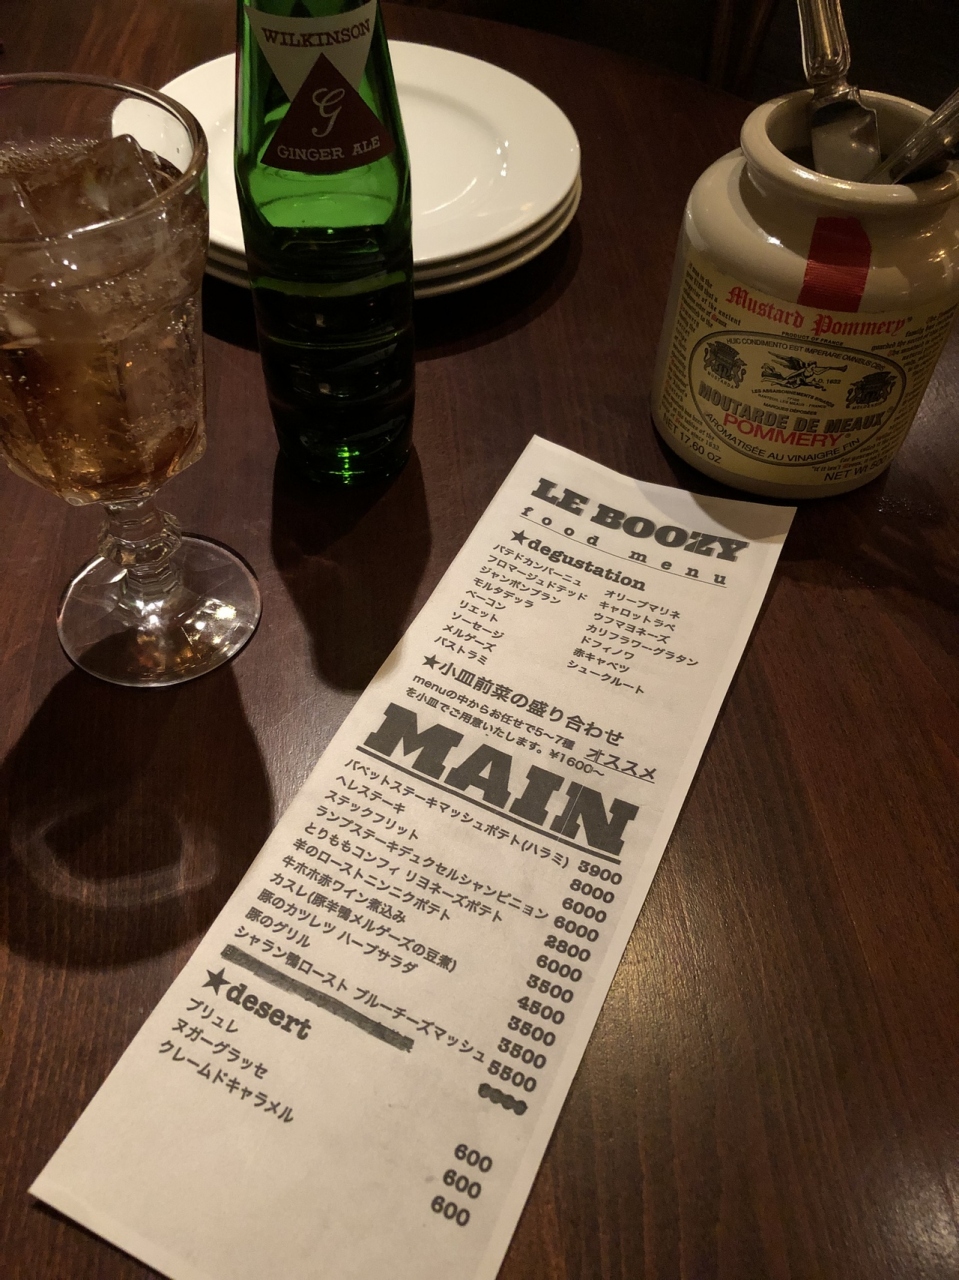 WILKINSON
G
GINGER ALE
Mustard Pommery
PRODUCT OF FRANCE
HUIC CONDIMENTO EST IMPERARE OMNIBUS
A.D. 1632
MOUTARDE DE MEAUX
POMMERY
AROMATISÉE AU VINAIGRE FIN
NET 17,60 OZ
NET WT
LE BOOZY
food menu
★degustation
パテドカンパーニュ
フロマージュドテッド
ジャンボンブラン
モルタデッラ
ベーコン
リエット
ソーセージ
メルゲーズ
パストラミ
オリーブマリネ
キャロットラペ
ウフマヨネーズ
カリフラワーグラタン
ドフィノワ
赤キャベツ
シュークルート
★小皿前菜の盛り合わせ
menuの中からお任せで5〜7種 オススメ
を小皿でご用意いたします。¥1600〜
MAIN
バベットステーキマッシュポテト(ハラミ) 3900
ヘレステーキ 8000
ステックフリット 6000
ランプステーキデュクセルシャンピニョン 6000
とりももコンフィ リヨネーズポテト 2800
羊のローストニンニクポテト 6000
牛ホホ赤ワイン煮込み 3500
カスレ(豚羊鴨メルゲーズの豆煮) 4500
豚のカツレツ ハーブサラダ 3500
豚のグリル 3500
シャラン鴨ロースト ブルーチーズマッシュ 5500
★desert
ブリュレ 600
ヌガーグラッセ 600
クレームドキャラメル 600